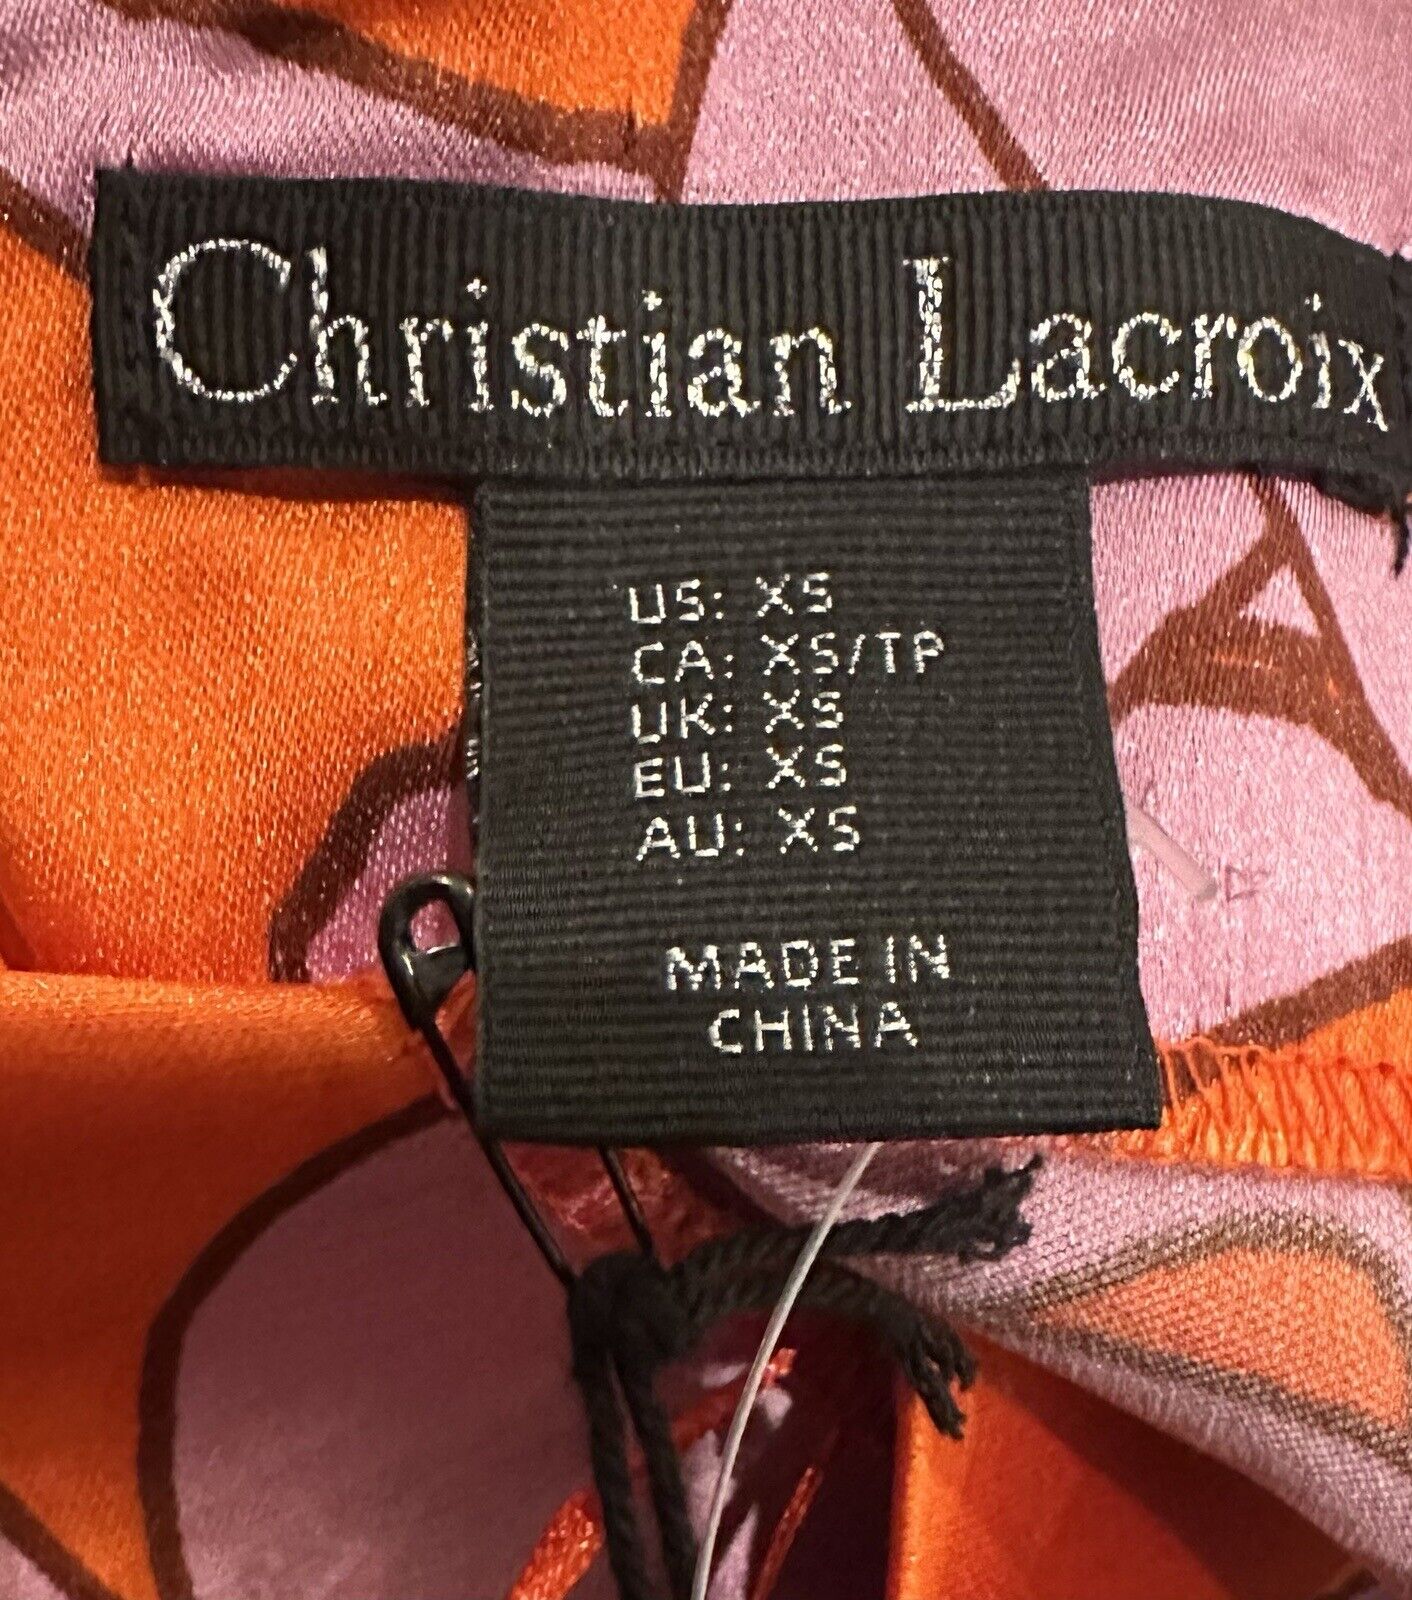 Christian Lacroix
US: XS
CA: XS/TP
UK: XS
EU: XS
AU: XS
MADE IN
CHINA